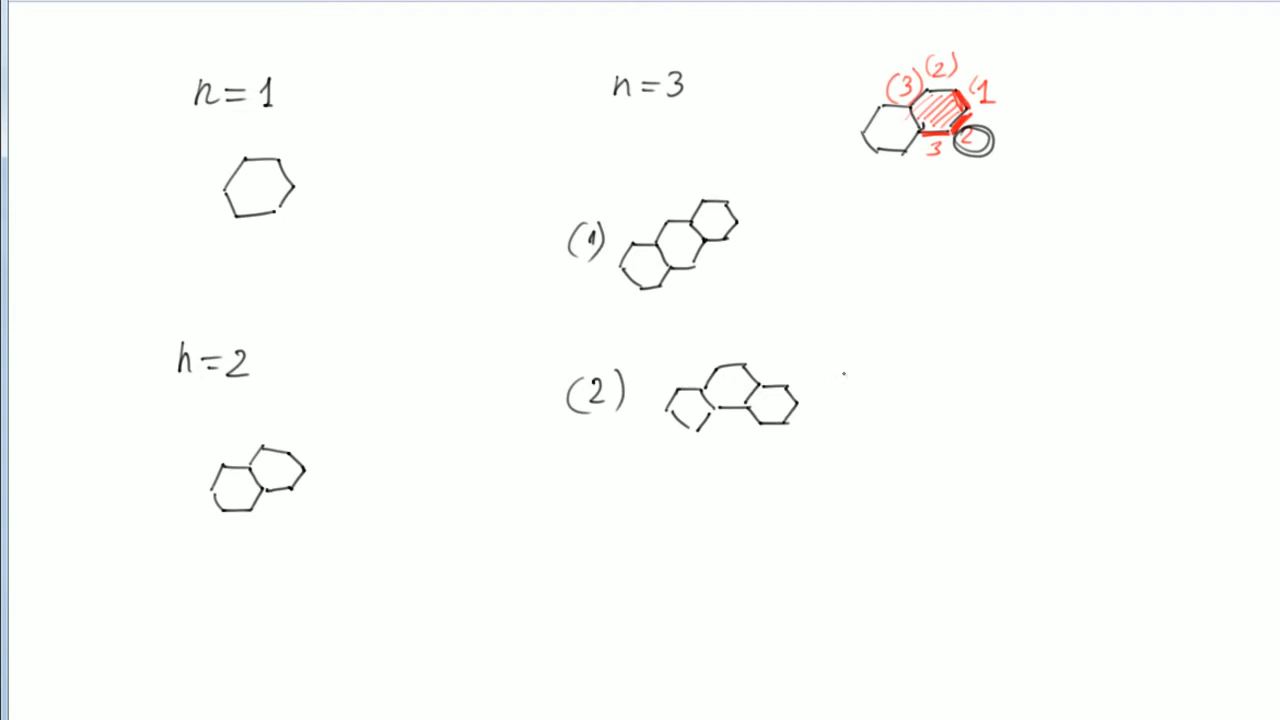 n=1
h=2
n=3
(1)
(2)
(3) (2) (1
3 2